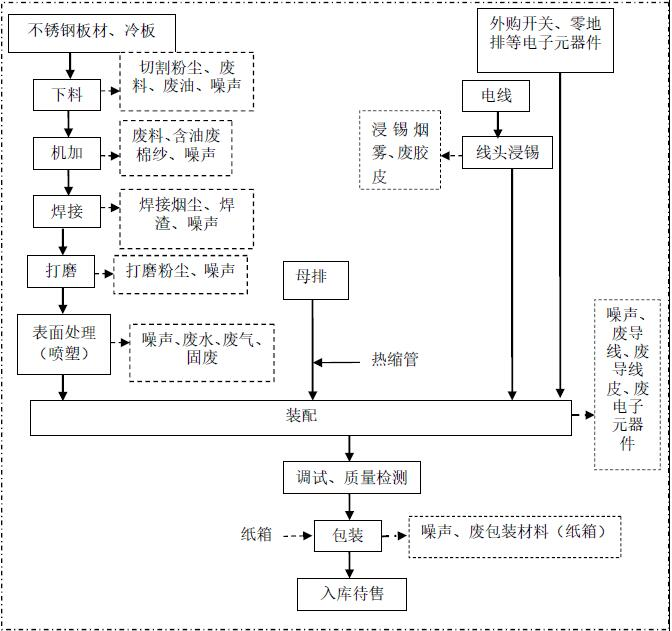 不锈钢板材、冷板
外购开关、零地
排等电子元器件
切割粉尘、废
料、废油、噪声
下料
电线
浸锡烟
雾、废胶
皮
线头浸锡
废料、含油废
棉纱、噪声
机加
焊接烟尘、焊
渣、噪声
焊接
打磨
打磨粉尘、噪声
母排
表面处理
（喷塑）
噪声、废水、废气、
固废
热缩管
噪声、
废导
线、废
导线
皮、废
电子
元器
件
装配
调试、质量检测
纸箱
包装
噪声、废包装材料（纸箱）
入库待售